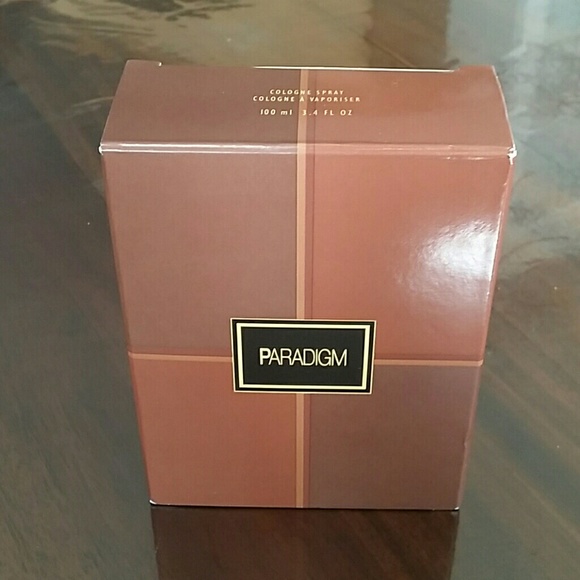 COLOGNE SPRAY
COLOGNE À VAPORISER
100 ml 3.4 FL OZ
PARADIGM